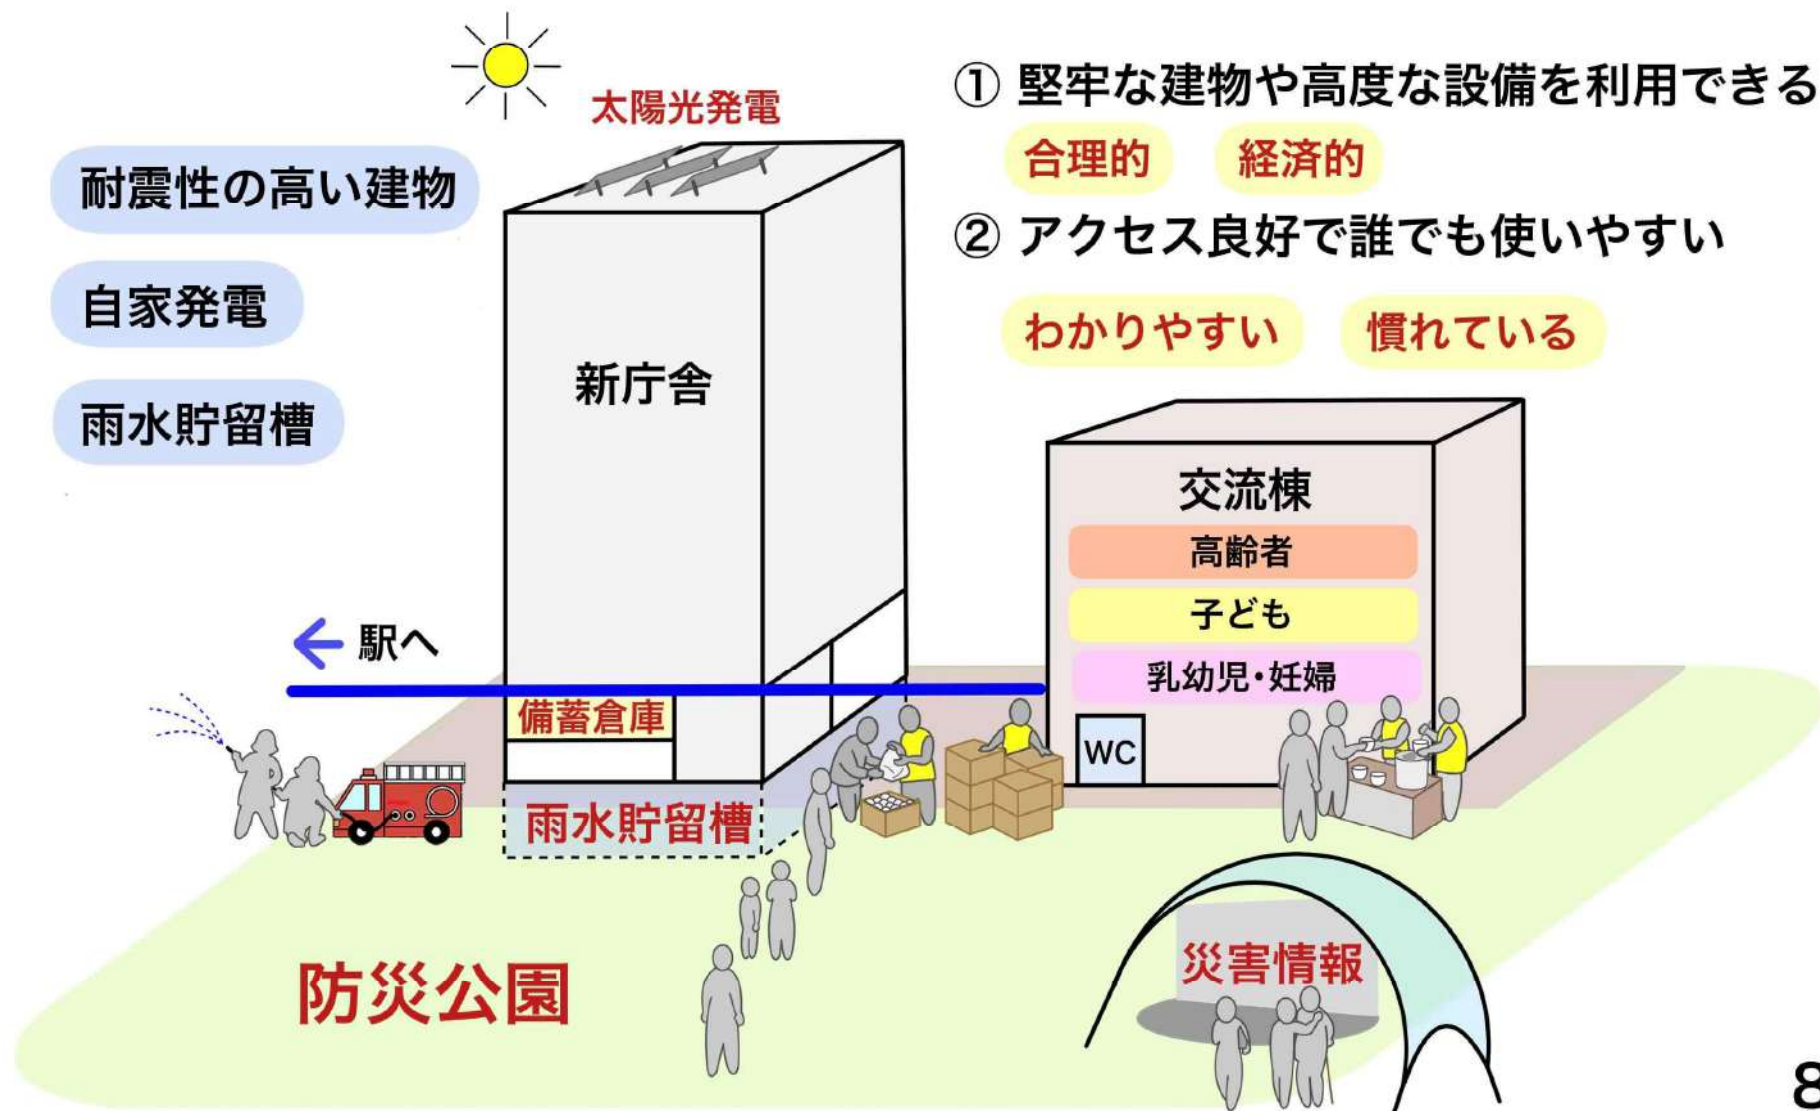 太陽光発電
耐震性の高い建物
自家発電
雨水貯留槽
① 堅牢な建物や高度な設備を利用できる
合理的 経済的
② アクセス良好で誰でも使いやすい
わかりやすい 慣れている
新庁舎
交流棟
高齢者
子ども
乳幼児・妊婦
WC
← 駅へ
備蓄倉庫
雨水貯留槽
防災公園
災害情報
8